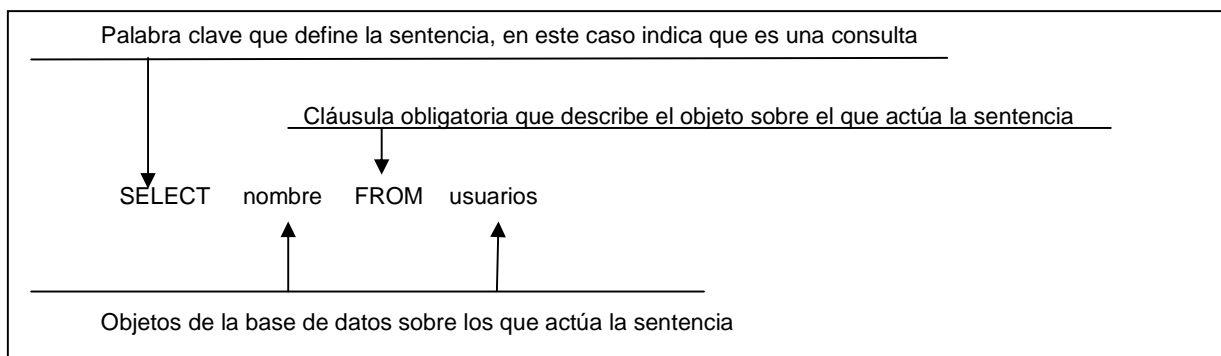 Palabra clave que define la sentencia, en este caso indica que es una consulta
Cláusula obligatoria que describe el objeto sobre el que actúa la sentencia
SELECT nombre FROM usuarios
Objetos de la base de datos sobre los que actúa la sentencia